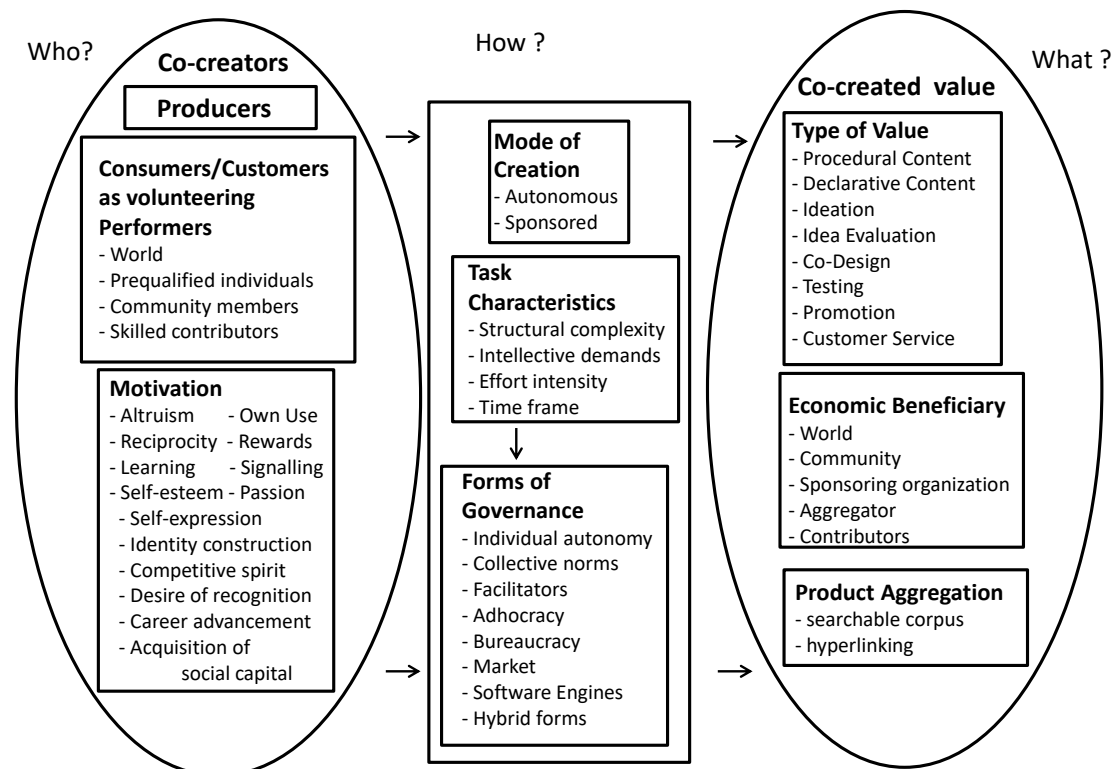 Who?
Co-creators
Producers
Consumers/Customers
as volunteering
Performers
- World
- Prequalified individuals
- Community members
- Skilled contributors
Motivation
- Altruism - Own Use
- Reciprocity - Rewards
- Learning - Signalling
- Self-esteem - Passion
- Self-expression
- Identity construction
- Competitive spirit
- Desire of recognition
- Career advancement
- Acquisition of
social capital
How ?
Mode of
Creation
- Autonomous
- Sponsored
Task
Characteristics
- Structural complexity
- Intellective demands
- Effort intensity
- Time frame
Forms of
Governance
- Individual autonomy
- Collective norms
- Facilitators
- Adhocracy
- Bureaucracy
- Market
- Software Engines
- Hybrid forms
What ?
Co-created value
Type of Value
- Procedural Content
- Declarative Content
- Ideation
- Idea Evaluation
- Co-Design
- Testing
- Promotion
- Customer Service
Economic Beneficiary
- World
- Community
- Sponsoring organization
- Aggregator
- Contributors
Product Aggregation
- searchable corpus
- hyperlinking